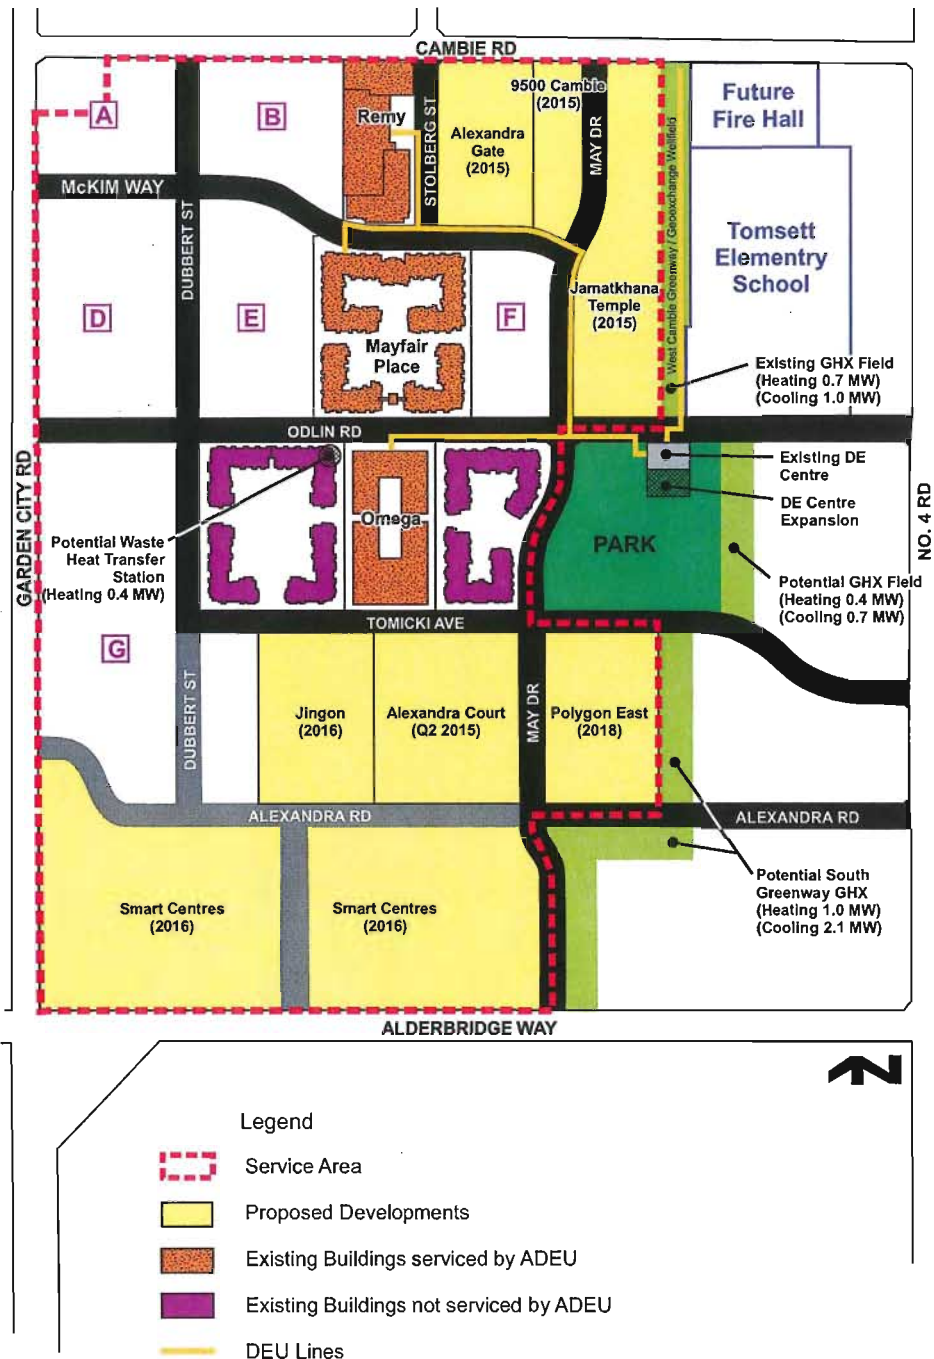 CAMBIE RD
A
B
Remy
STOLBERG ST
Alexandra
Gate
(2015)
9500 Cambie
(2015)
MAY DR
West Cambie Greenway / Geoexchange Wellfield
Future
Fire Hall
McKIM WAY
DUBBERT ST
Tomsett
Elementry
School
D
E
Mayfair
Place
F
Jamatkhana
Temple
(2015)
Existing GHX Field
(Heating 0.7 MW)
(Cooling 1.0 MW)
ODLIN RD
GARDEN CITY RD
NO. 4 RD
Existing DE
Centre
DE Centre
Expansion
Omega
PARK
Potential Waste
Heat Transfer
Station
(Heating 0.4 MW)
Potential GHX Field
(Heating 0.4 MW)
(Cooling 0.7 MW)
TOMICKI AVE
G
DUBBERT ST
Jingon
(2016)
Alexandra Court
(Q2 2015)
MAY DR
Polygon East
(2018)
ALEXANDRA RD
ALEXANDRA RD
Smart Centres
(2016)
Smart Centres
(2016)
Potential South
Greenway GHX
(Heating 1.0 MW)
(Cooling 2.1 MW)
ALDERBRIDGE WAY
N
Legend
Service Area
Proposed Developments
Existing Buildings serviced by ADEU
Existing Buildings not serviced by ADEU
DEU Lines